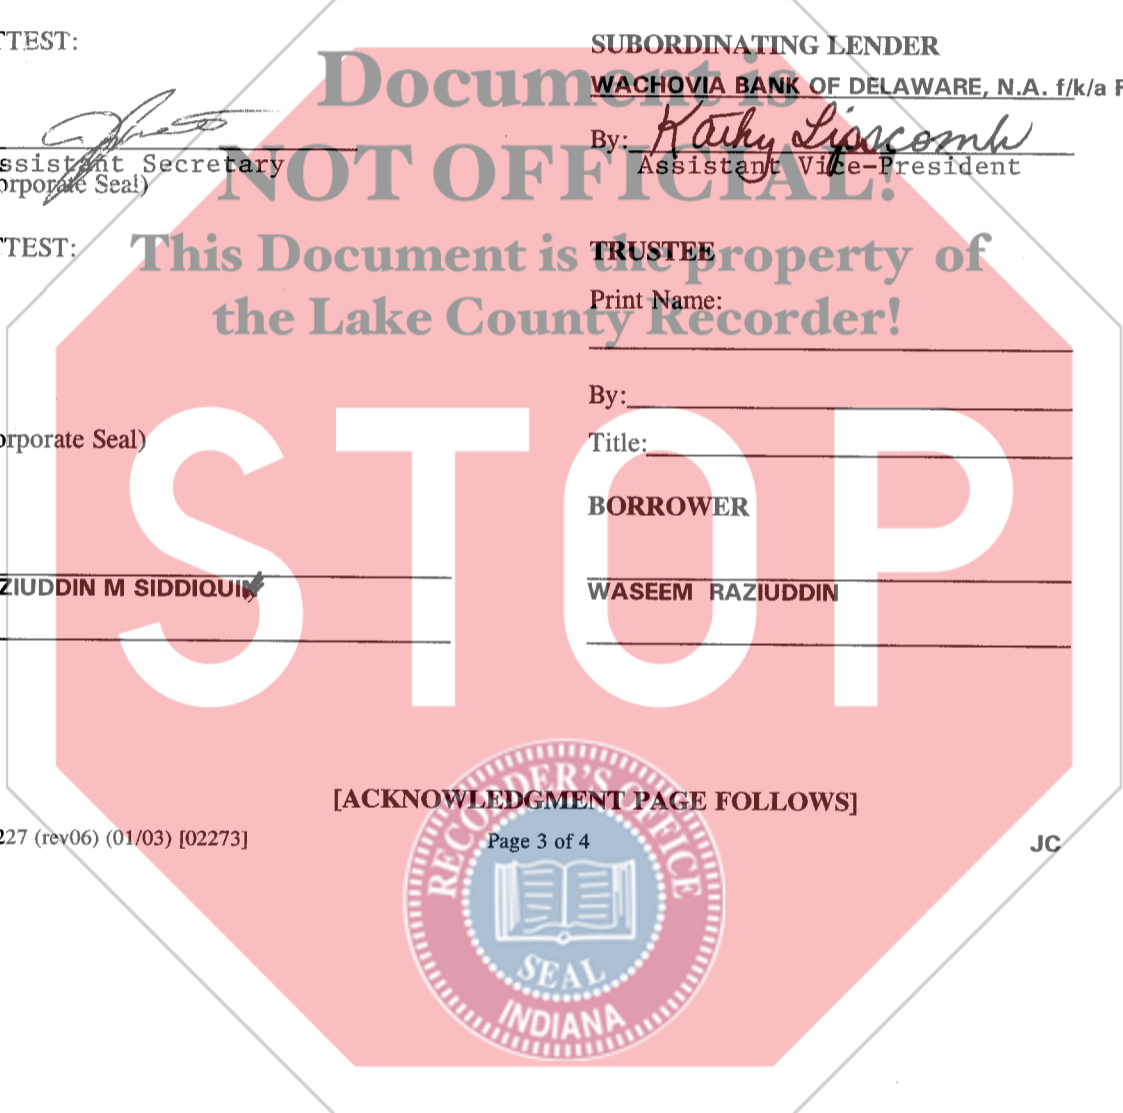 TTEST:
SUBORDINATING LENDER
WACHOVIA BANK OF DELAWARE, N.A. f/k/a F
By: Kathy Lipscomb
ssistant Secretary
Assistant Vice-President
orporate Seal)
Document is
NOT OFFICIAL!
This Document is the property of
the Lake County Recorder!
TTEST:
TRUSTEE
Print Name:
By:
orporate Seal)
Title:
STOP
BORROWER
ZIUDDIN M SIDDIQUI
WASEEM RAZIUDDIN
[ACKNOWLEDGMENT PAGE FOLLOWS]
227 (rev06) (01/03) [02273]
Page 3 of 4
JC
RECORDER'S OFFICE
SEAL
INDIANA